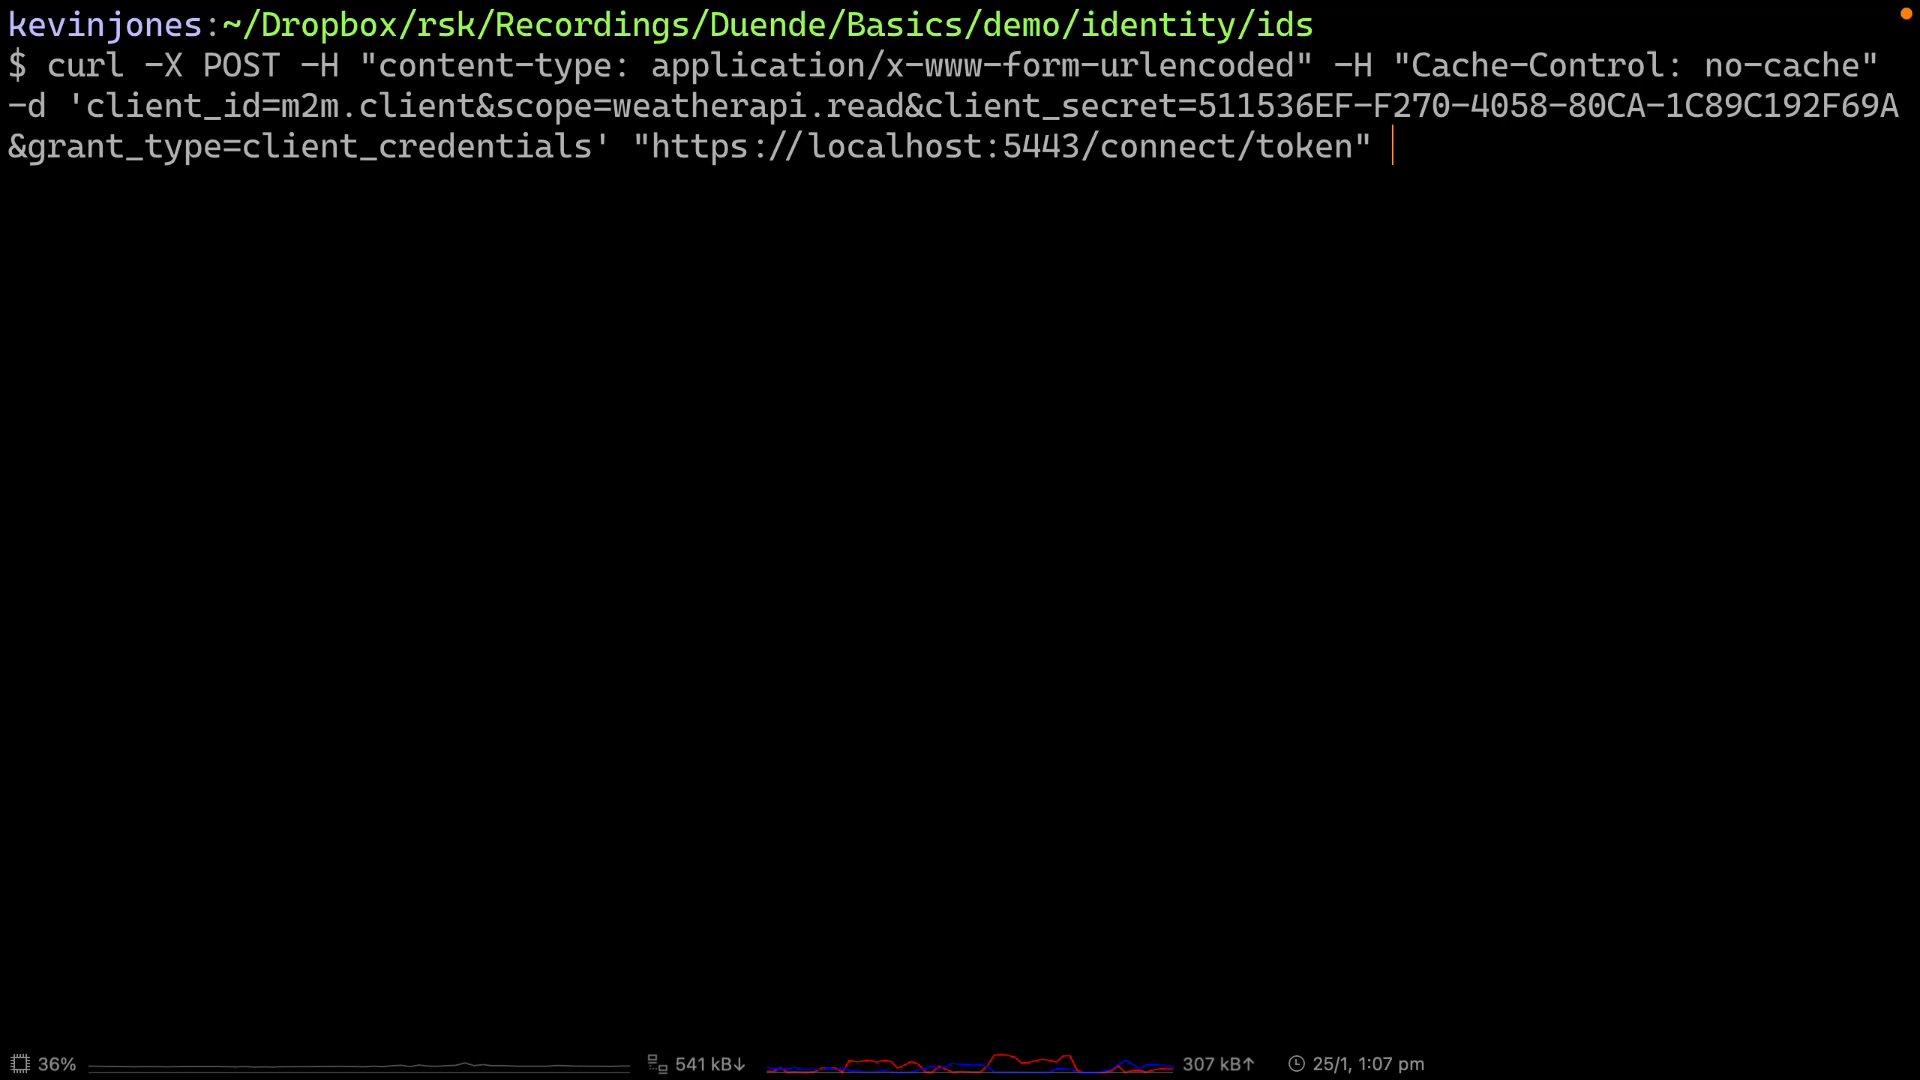 kevinjones:~/Dropbox/rsk/Recordings/Duende/Basics/demo/identity/ids
$ curl -X POST -H "content-type: application/x-www-form-urlencoded" -H "Cache-Control: no-cache"
-d 'client_id=m2m.client&scope=weatherapi.read&client_secret=511536EF-F270-4058-80CA-1C89C192F69A
&grant_type=client_credentials' "https://localhost:5443/connect/token"
36% 541 kB↓ 307 kB↑ 25/1, 1:07 pm